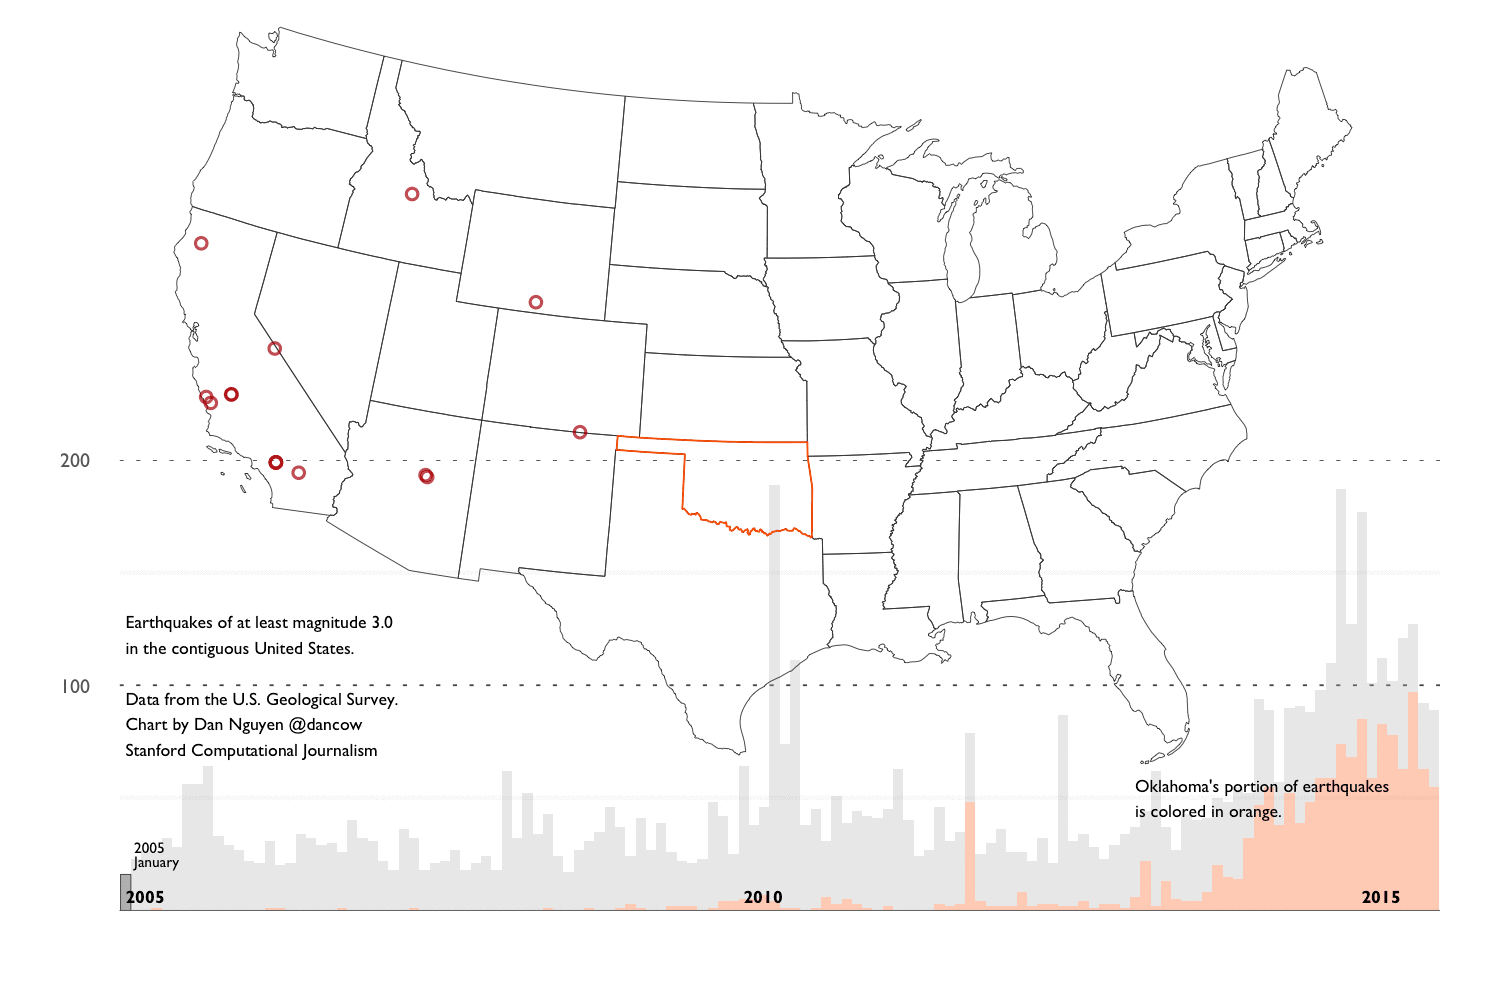 200
Earthquakes of at least magnitude 3.0
in the contiguous United States.
100
Data from the U.S. Geological Survey.
Chart by Dan Nguyen @dancow
Stanford Computational Journalism
Oklahoma's portion of earthquakes
is colored in orange.
2005
January
2005
2010
2015